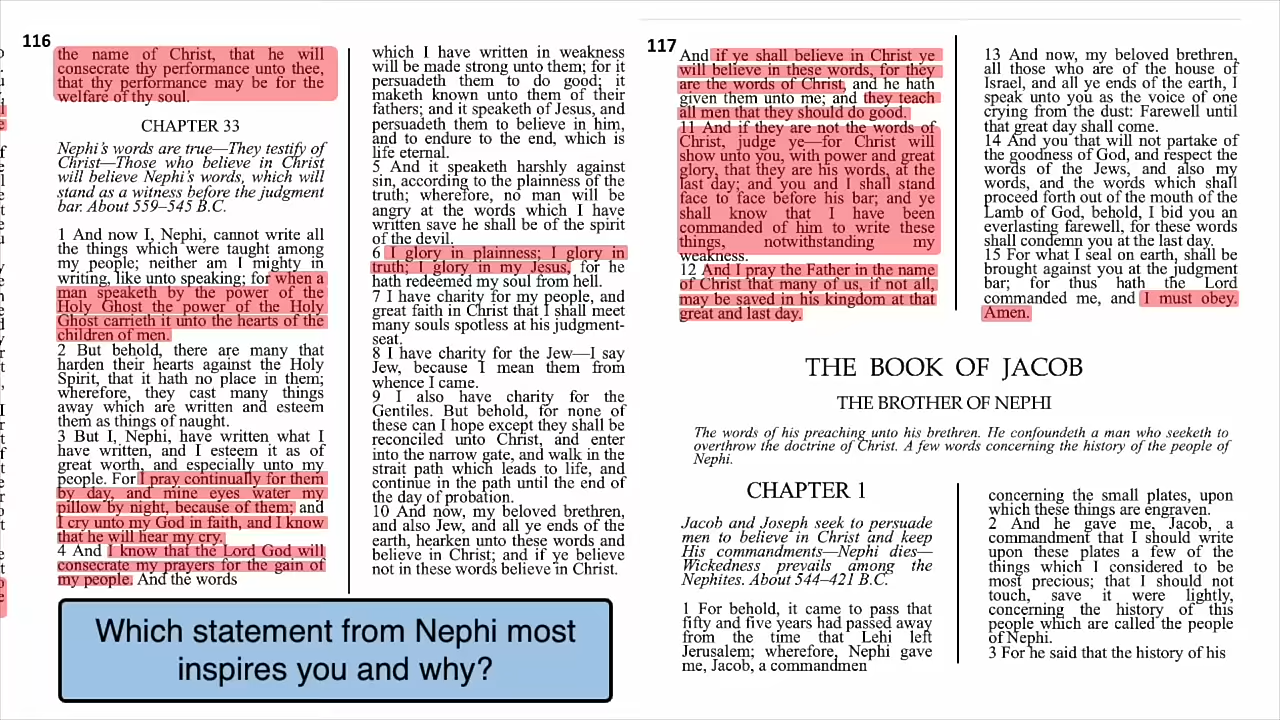 116
the name of Christ, that he will
consecrate thy performance unto thee,
that thy performance may be for the
welfare of thy soul.
CHAPTER 33
Nephi's words are true—They testify of
Christ—Those who believe in Christ
will believe Nephi's words, which will
stand as a witness before the judgment
bar. About 559–545 B.C.
1 And now I, Nephi, cannot write all
the things which were taught among
my people; neither am I mighty in
writing, like unto speaking; for when a
man speaketh by the power of the
Holy Ghost the power of the Holy
Ghost carrieth it unto the hearts of the
children of men.
2 But behold, there are many that
harden their hearts against the Holy
Spirit, that it hath no place in them;
wherefore, they cast many things
away which are written and esteem
them as things of naught.
3 But I, Nephi, have written what I
have written, and I esteem it as of
great worth, and especially unto my
people. For I pray continually for them
by day, and mine eyes water my
pillow by night, because of them; and
I cry unto my God in faith, and I know
that he will hear my cry.
4 And I know that the Lord God will
consecrate my prayers for the gain of
my people. And the words
which I have written in weakness
will be made strong unto them; for it
persuadeth them to do good; it
maketh known unto them of their
fathers; and it speaketh of Jesus, and
persuadeth them to believe in him,
and to endure to the end, which is
life eternal.
5 And it speaketh harshly against
sin, according to the plainness of the
truth; wherefore, no man will be
angry at the words which I have
written save he shall be of the spirit
of the devil.
6 I glory in plainness; I glory in
truth; I glory in my Jesus, for he
hath redeemed my soul from hell.
7 I have charity for my people, and
great faith in Christ that I shall meet
many souls spotless at his judgment-
seat.
8 I have charity for the Jew—I say
Jew, because I mean them from
whence I came.
9 I also have charity for the
Gentiles. But behold, for none of
these can I hope except they shall be
reconciled unto Christ, and enter
into the narrow gate, and walk in the
strait path which leads to life, and
continue in the path until the end of
the day of probation.
10 And now, my beloved brethren,
and also Jew, and all ye ends of the
earth, hearken unto these words and
believe in Christ; and if ye believe
not in these words believe in Christ.
Which statement from Nephi most
inspires you and why?
117
And if ye shall believe in Christ ye
will believe in these words, for they
are the words of Christ, and he hath
given them unto me; and they teach
all men that they should do good.
11 And if they are not the words of
Christ, judge ye—for Christ will
show unto you, with power and great
glory, that they are his words, at the
last day; and you and I shall stand
face to face before his bar; and ye
shall know that I have been
commanded of him to write these
things, notwithstanding my
weakness.
12 And I pray the Father in the name
of Christ that many of us, if not all,
may be saved in his kingdom at that
great and last day.
13 And now, my beloved brethren,
all those who are of the house of
Israel, and all ye ends of the earth, I
speak unto you as the voice of one
crying from the dust: Farewell until
that great day shall come.
14 And you that will not partake of
the goodness of God, and respect the
words of the Jews, and also my
words, and the words which shall
proceed forth out of the mouth of the
Lamb of God, behold, I bid you an
everlasting farewell, for these words
shall condemn you at the last day.
15 For what I seal on earth, shall be
brought against you at the judgment
bar; for thus hath the Lord
commanded me, and I must obey.
Amen.
THE BOOK OF JACOB
THE BROTHER OF NEPHI
The words of his preaching unto his brethren. He confoundeth a man who seeketh to
overthrow the doctrine of Christ. A few words concerning the history of the people of
Nephi.
CHAPTER 1
Jacob and Joseph seek to persuade
men to believe in Christ and keep
His commandments—Nephi dies—
Wickedness prevails among the
Nephites. About 544–421 B.C.
1 For behold, it came to pass that
fifty and five years had passed away
from the time that Lehi left
Jerusalem; wherefore, Nephi gave
me, Jacob, a commandmen
concerning the small plates, upon
which these things are engraven.
2 And he gave me, Jacob, a
commandment that I should write
upon these plates a few of the
things which I considered to be
most precious; that I should not
touch, save it were lightly,
concerning the history of this
people which are called the people
of Nephi.
3 For he said that the history of his